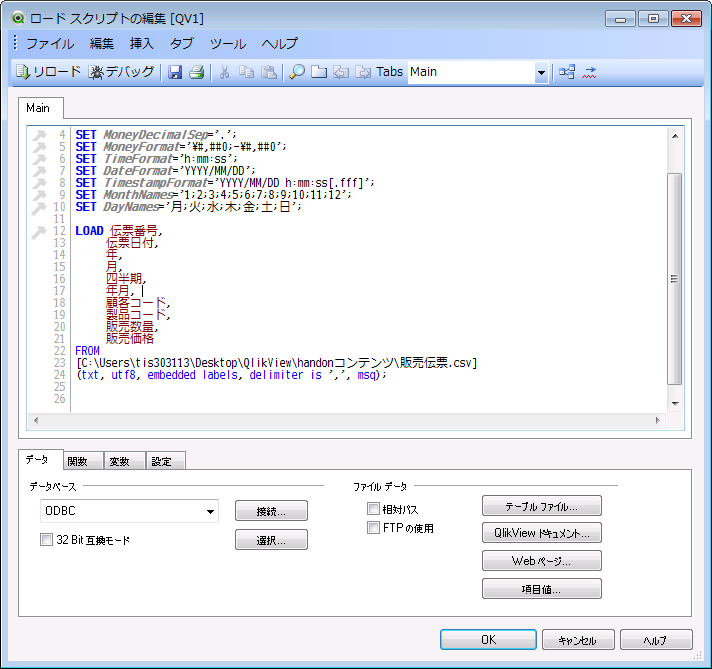 ロード スクリプトの編集 [QV1]
ファイル 編集 挿入 タブ ツール ヘルプ
リロード デバッグ Tabs Main
Main
4 SET MoneyDecimalSep='.';
5 SET MoneyFormat='¥#,##0;-¥#,##0';
6 SET TimeFormat='h:mm:ss';
7 SET DateFormat='YYYY/MM/DD';
8 SET TimestampFormat='YYYY/MM/DD h:mm:ss[.fff]';
9 SET MonthNames='1;2;3;4;5;6;7;8;9;10;11;12';
10 SET DayNames='月;火;水;木;金;土;日';
11
12 LOAD 伝票番号,
13 伝票日付,
14 年,
15 月,
16 四半期,
17 年月,
18 顧客コード,
19 製品コード,
20 販売数量,
21 販売価格
22 FROM
23 [C:\Users\tis303113\Desktop\QlikView\handonコンテンツ\販売伝票.csv]
24 (txt, utf8, embedded labels, delimiter is ',', msq);
25
26
データ 関数 変数 設定
データベース
ODBC
接続...
32 Bit 互換モード
選択...
ファイル データ
相対パス
FTP の使用
テーブル ファイル...
QlikView ドキュメント...
Web ページ...
項目値...
OK キャンセル ヘルプ